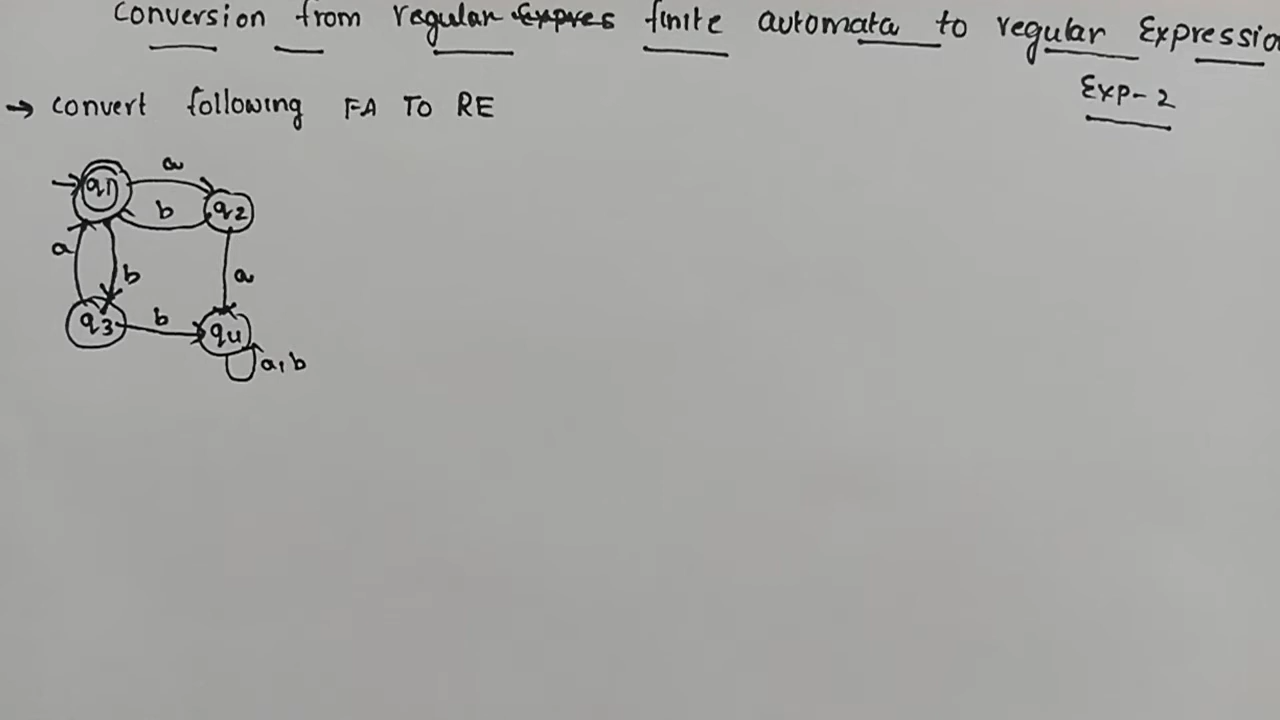 Conversion from regular Expres finite automata to regular Expressio
Exp-2
→ convert following FA TO RE
a
q1
b
q2
a
b
a
q3
b
q4
a,b